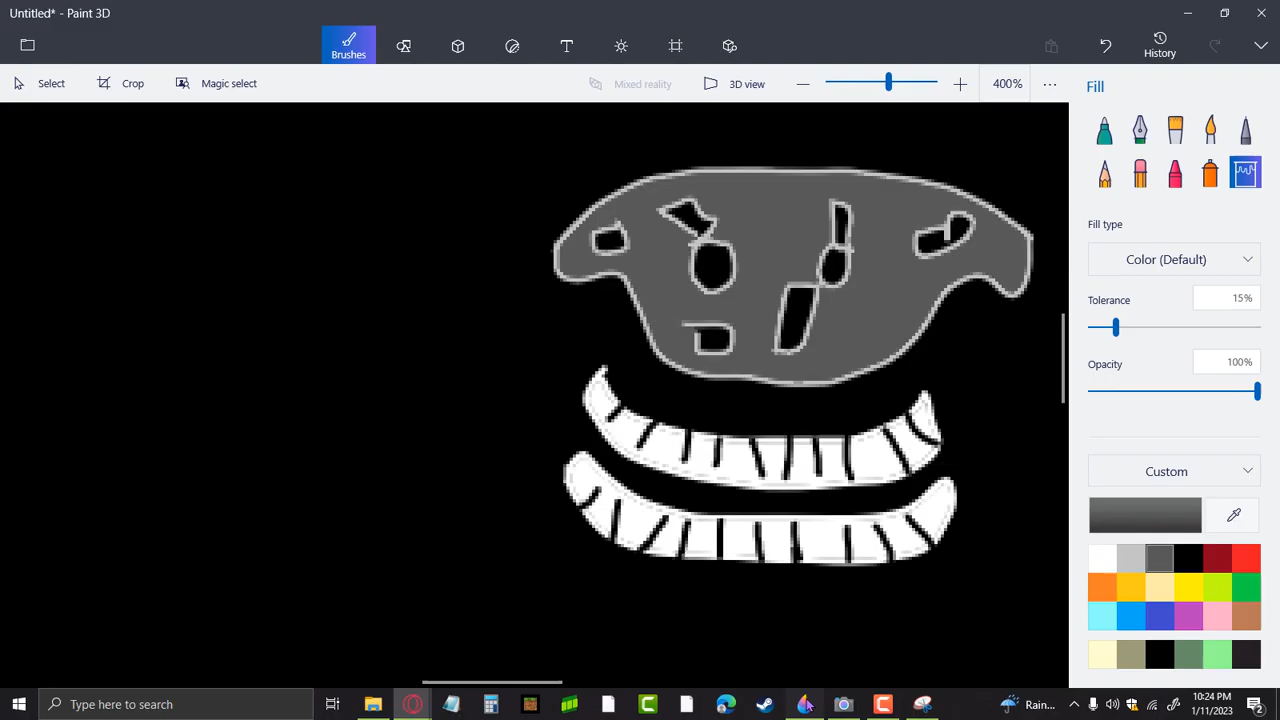 Untitled* - Paint 3D
Brushes
History
Select
Crop
Magic select
Mixed reality
3D view
400%
Fill
Fill type
Color (Default)
Tolerance
15%
Opacity
100%
Custom
Type here to search
Rain...
10:24 PM
1/11/2023
2